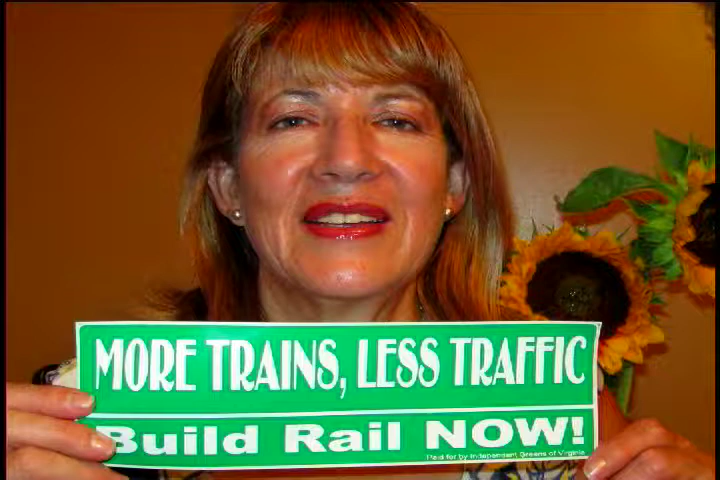 MORE TRAINS, LESS TRAFFIC
Build Rail NOW!
Paid for by Independent Greens of Virginia